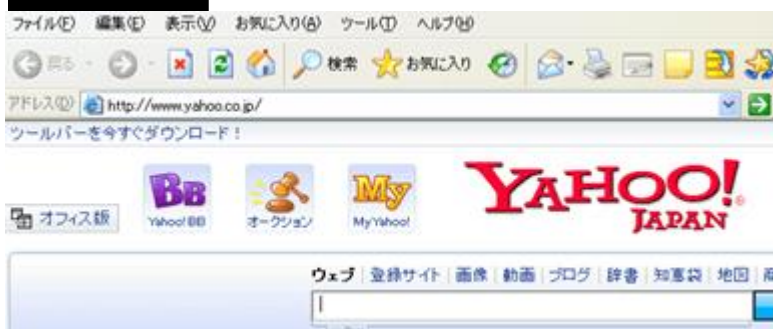 ファイル(F) 編集(E) 表示(V) お気に入り(A) ツール(T) ヘルプ(H)
戻る 検索 お気に入り
アドレス(D) http://www.yahoo.co.jp/
ツールバーを今すぐダウンロード!
BB My YAHOO! JAPAN
オフィス版 Yahoo! BB オークション My Yahoo!
ウェブ 登録サイト 画像 動画 ブログ 辞書 知恵袋 地図